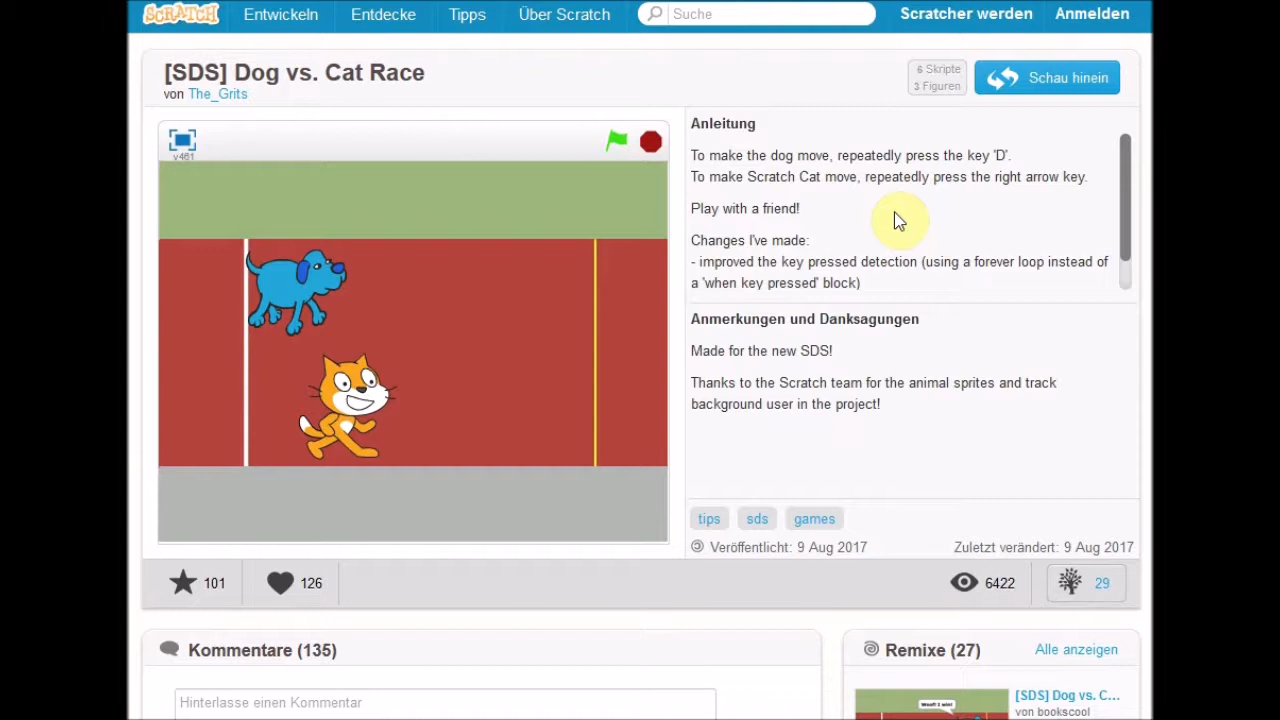 SCRATCH Entwickeln Entdecke Tipps Über Scratch Suche Scratcher werden Anmelden
[SDS] Dog vs. Cat Race
von The_Grits
6 Skripte
3 Figuren
Schau hinein
v461
Anleitung
To make the dog move, repeatedly press the key 'D'.
To make Scratch Cat move, repeatedly press the right arrow key.
Play with a friend!
Changes I've made:
- improved the key pressed detection (using a forever loop instead of
a 'when key pressed' block)
Anmerkungen und Danksagungen
Made for the new SDS!
Thanks to the Scratch team for the animal sprites and track
background user in the project!
tips sds games
Veröffentlicht: 9 Aug 2017 Zuletzt verändert: 9 Aug 2017
101 126 6422 29
Kommentare (135)
Hinterlasse einen Kommentar
Remixe (27) Alle anzeigen
Woof! I win!
[SDS] Dog vs. C...
von bookscool